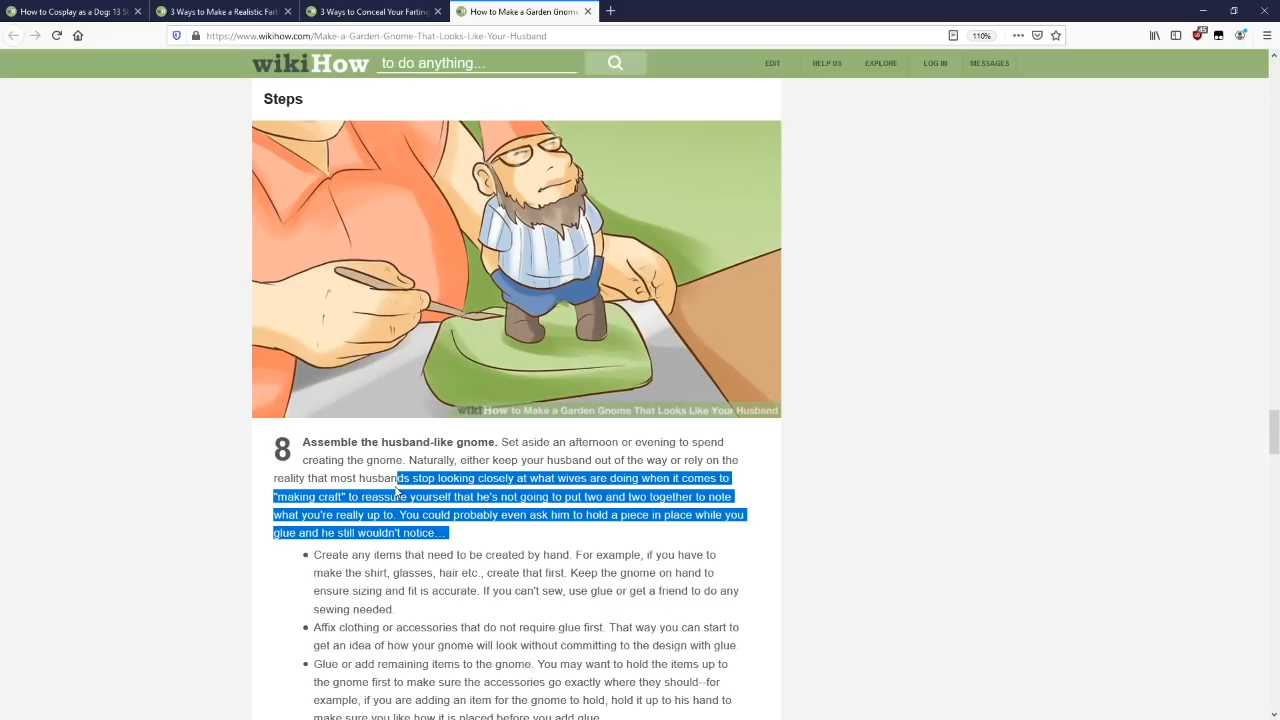 How to Cosplay as a Dog: 13 St
3 Ways to Make a Realistic Fart
3 Ways to Conceal Your Farting
How to Make a Garden Gnome
https://www.wikihow.com/Make-a-Garden-Gnome-That-Looks-Like-Your-Husband
110%
wikiHow to do anything...
EDIT HELP US EXPLORE LOG IN MESSAGES
Steps
wikiHow to Make a Garden Gnome That Looks Like Your Husband
8 Assemble the husband-like gnome. Set aside an afternoon or evening to spend
creating the gnome. Naturally, either keep your husband out of the way or rely on the
reality that most husbands stop looking closely at what wives are doing when it comes to
"making craft" to reassure yourself that he's not going to put two and two together to note
what you're really up to. You could probably even ask him to hold a piece in place while you
glue and he still wouldn't notice...
● Create any items that need to be created by hand. For example, if you have to
make the shirt, glasses, hair etc., create that first. Keep the gnome on hand to
ensure sizing and fit is accurate. If you can't sew, use glue or get a friend to do any
sewing needed.
● Affix clothing or accessories that do not require glue first. That way you can start to
get an idea of how your gnome will look without committing to the design with glue.
● Glue or add remaining items to the gnome. You may want to hold the items up to
the gnome first to make sure the accessories go exactly where they should--for
example, if you are adding an item for the gnome to hold, hold it up to his hand to
make sure you like how it is placed before you add glue.